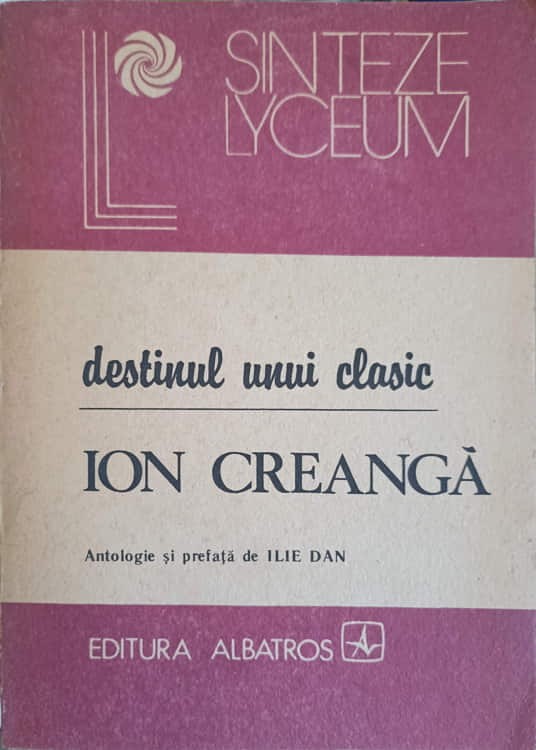 SINTEZE
LYCEUM
destinul unui clasic
ION CREANGĂ
Antologie și prefață de ILIE DAN
EDITURA ALBATROS